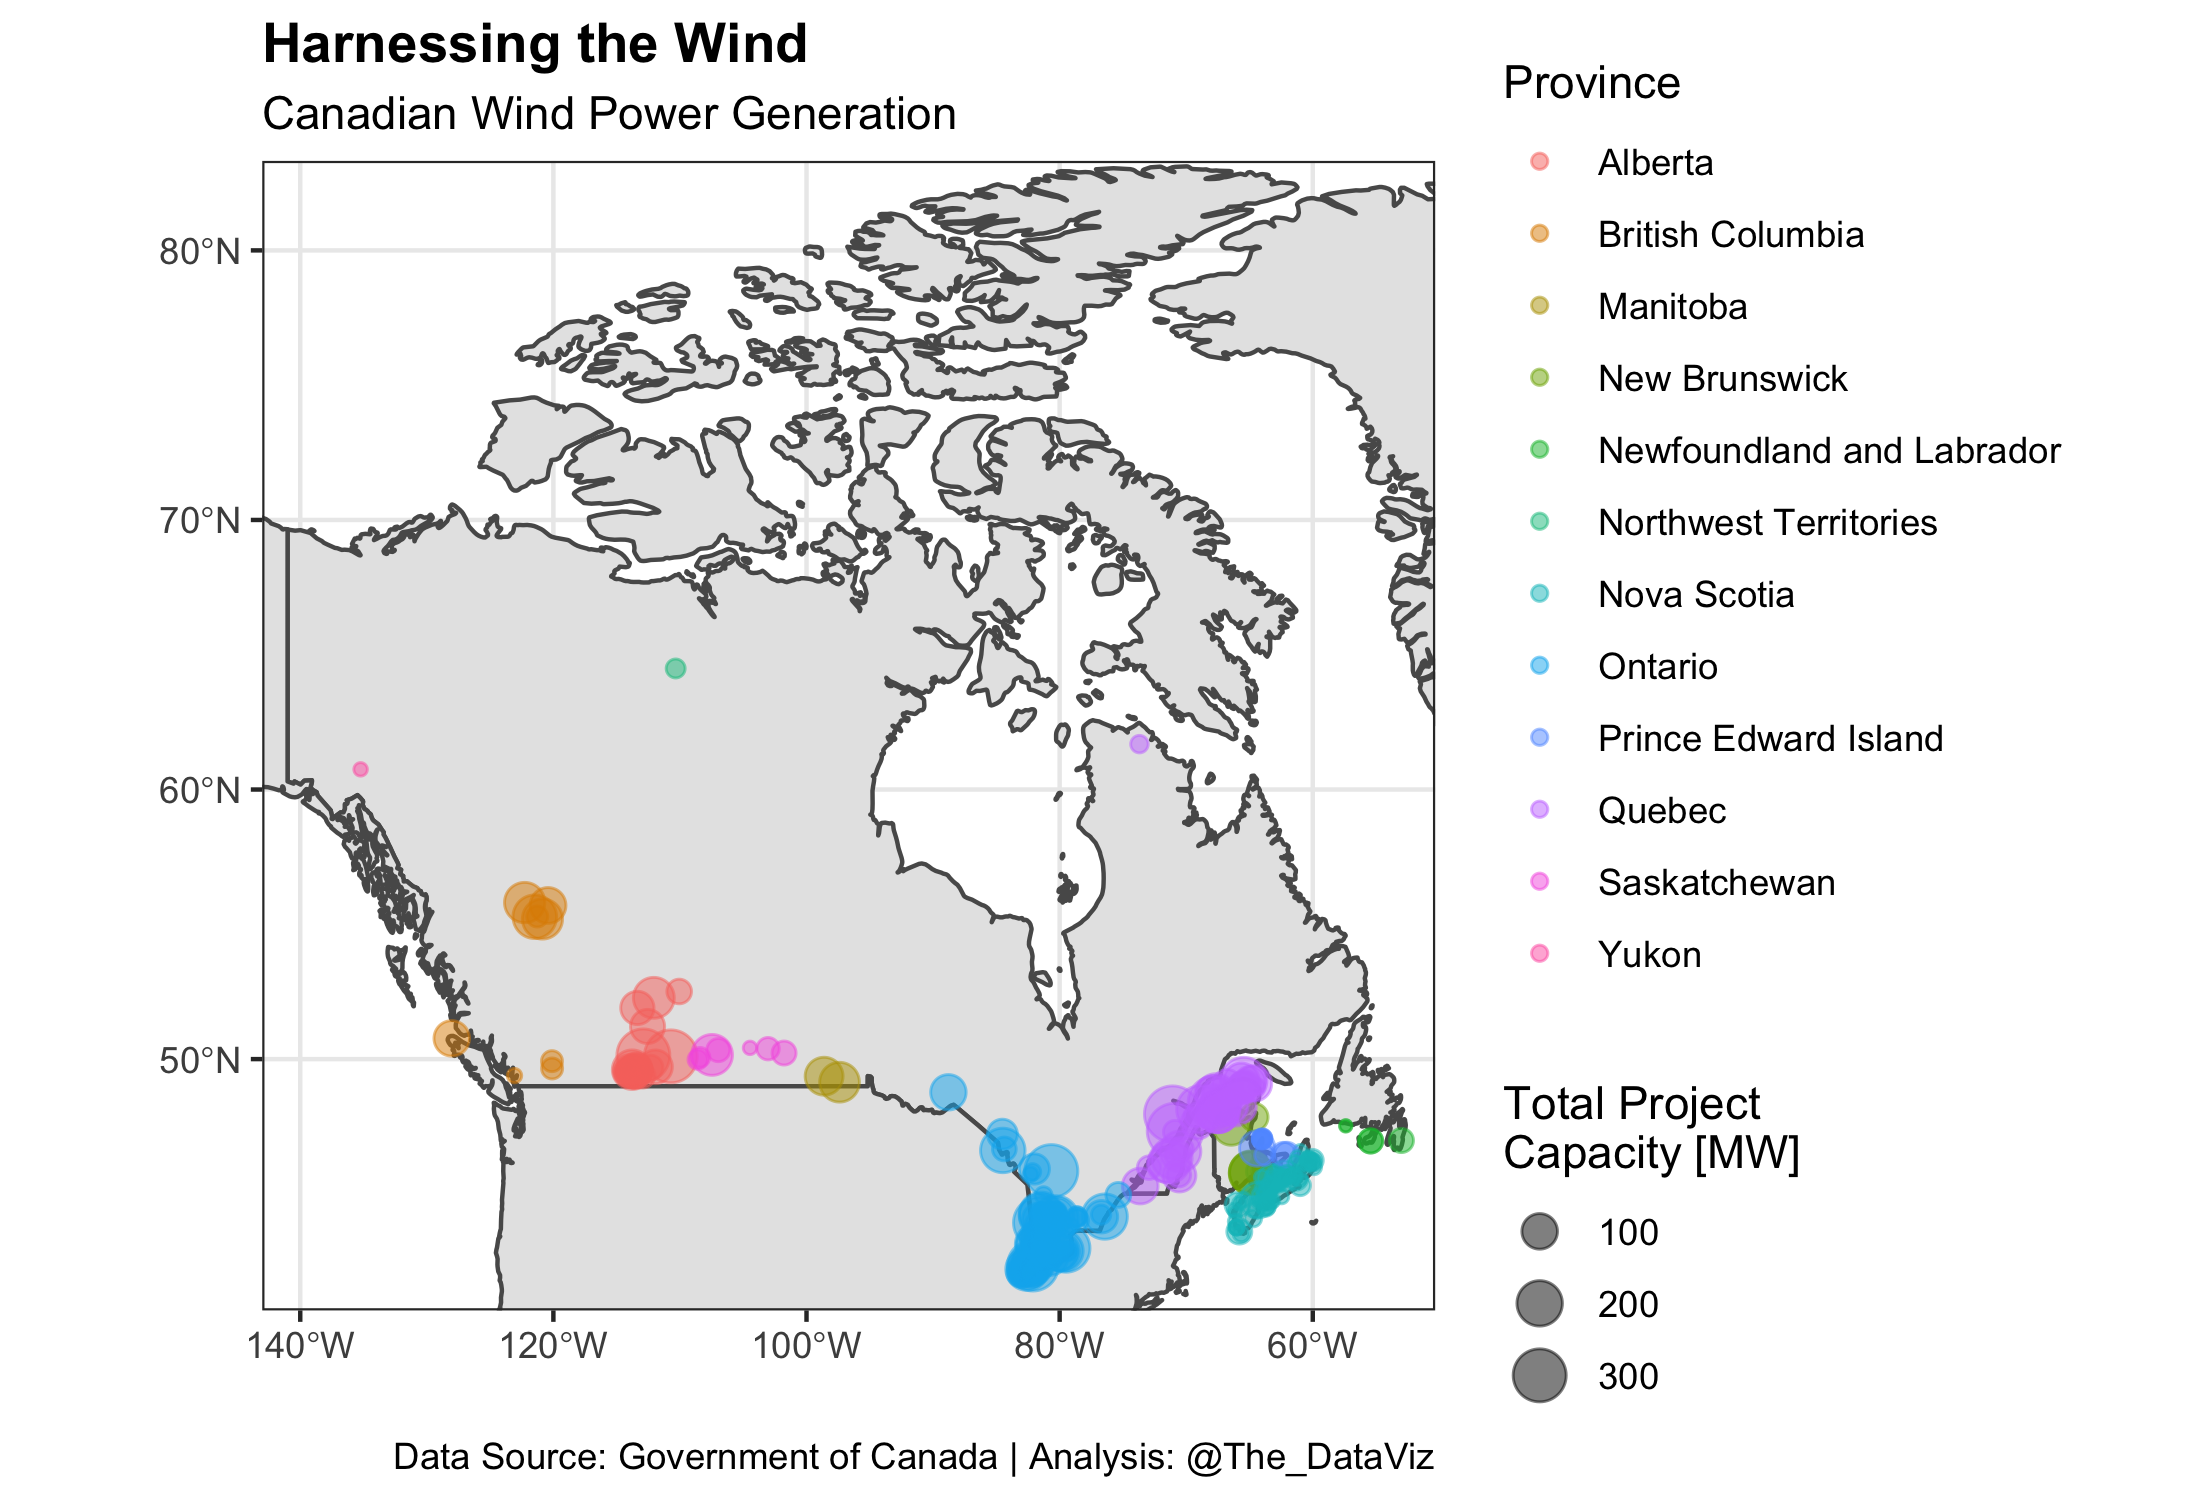 Harnessing the Wind
Canadian Wind Power Generation
80°N
70°N
60°N
50°N
140°W
120°W
100°W
80°W
60°W
Province
Alberta
British Columbia
Manitoba
New Brunswick
Newfoundland and Labrador
Northwest Territories
Nova Scotia
Ontario
Prince Edward Island
Quebec
Saskatchewan
Yukon
Total Project
Capacity [MW]
100
200
300
Data Source: Government of Canada | Analysis: @The_DataViz